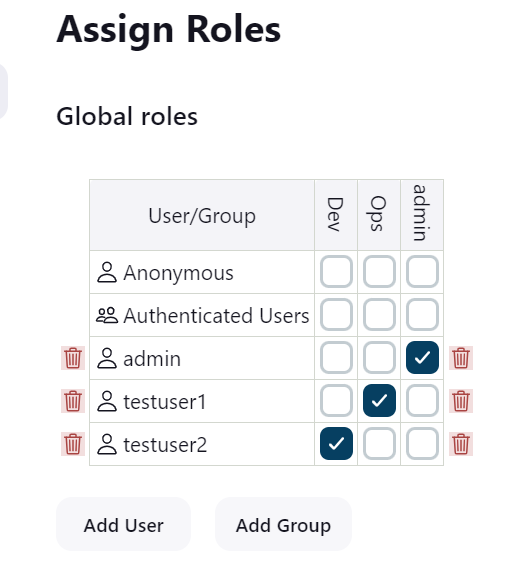 Assign Roles
Global roles
User/Group Dev Ops admin
Anonymous
Authenticated Users
admin
testuser1
testuser2
Add User Add Group